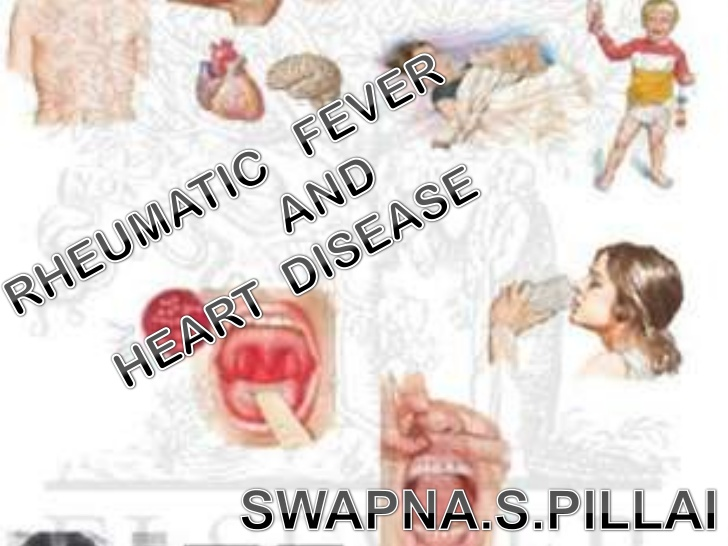 RHEUMATIC FEVER
AND
HEART DISEASE
SWAPNA.S.PILLAI